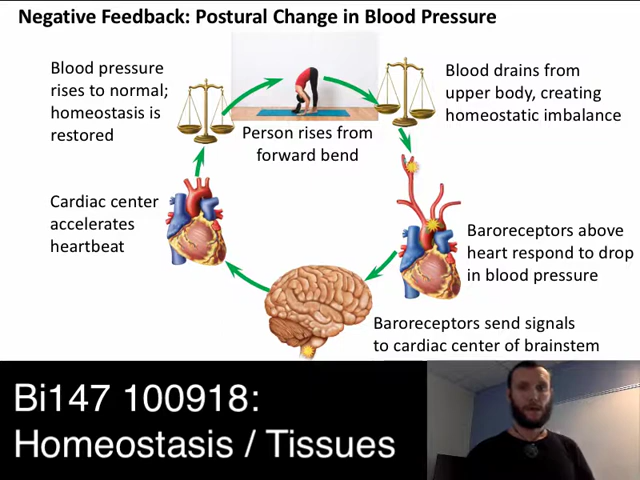 Negative Feedback: Postural Change in Blood Pressure
Blood pressure
rises to normal;
homeostasis is
restored
Person rises from
forward bend
Blood drains from
upper body, creating
homeostatic imbalance
Cardiac center
accelerates
heartbeat
Baroreceptors above
heart respond to drop
in blood pressure
Baroreceptors send signals
to cardiac center of brainstem
Bi147 100918:
Homeostasis / Tissues